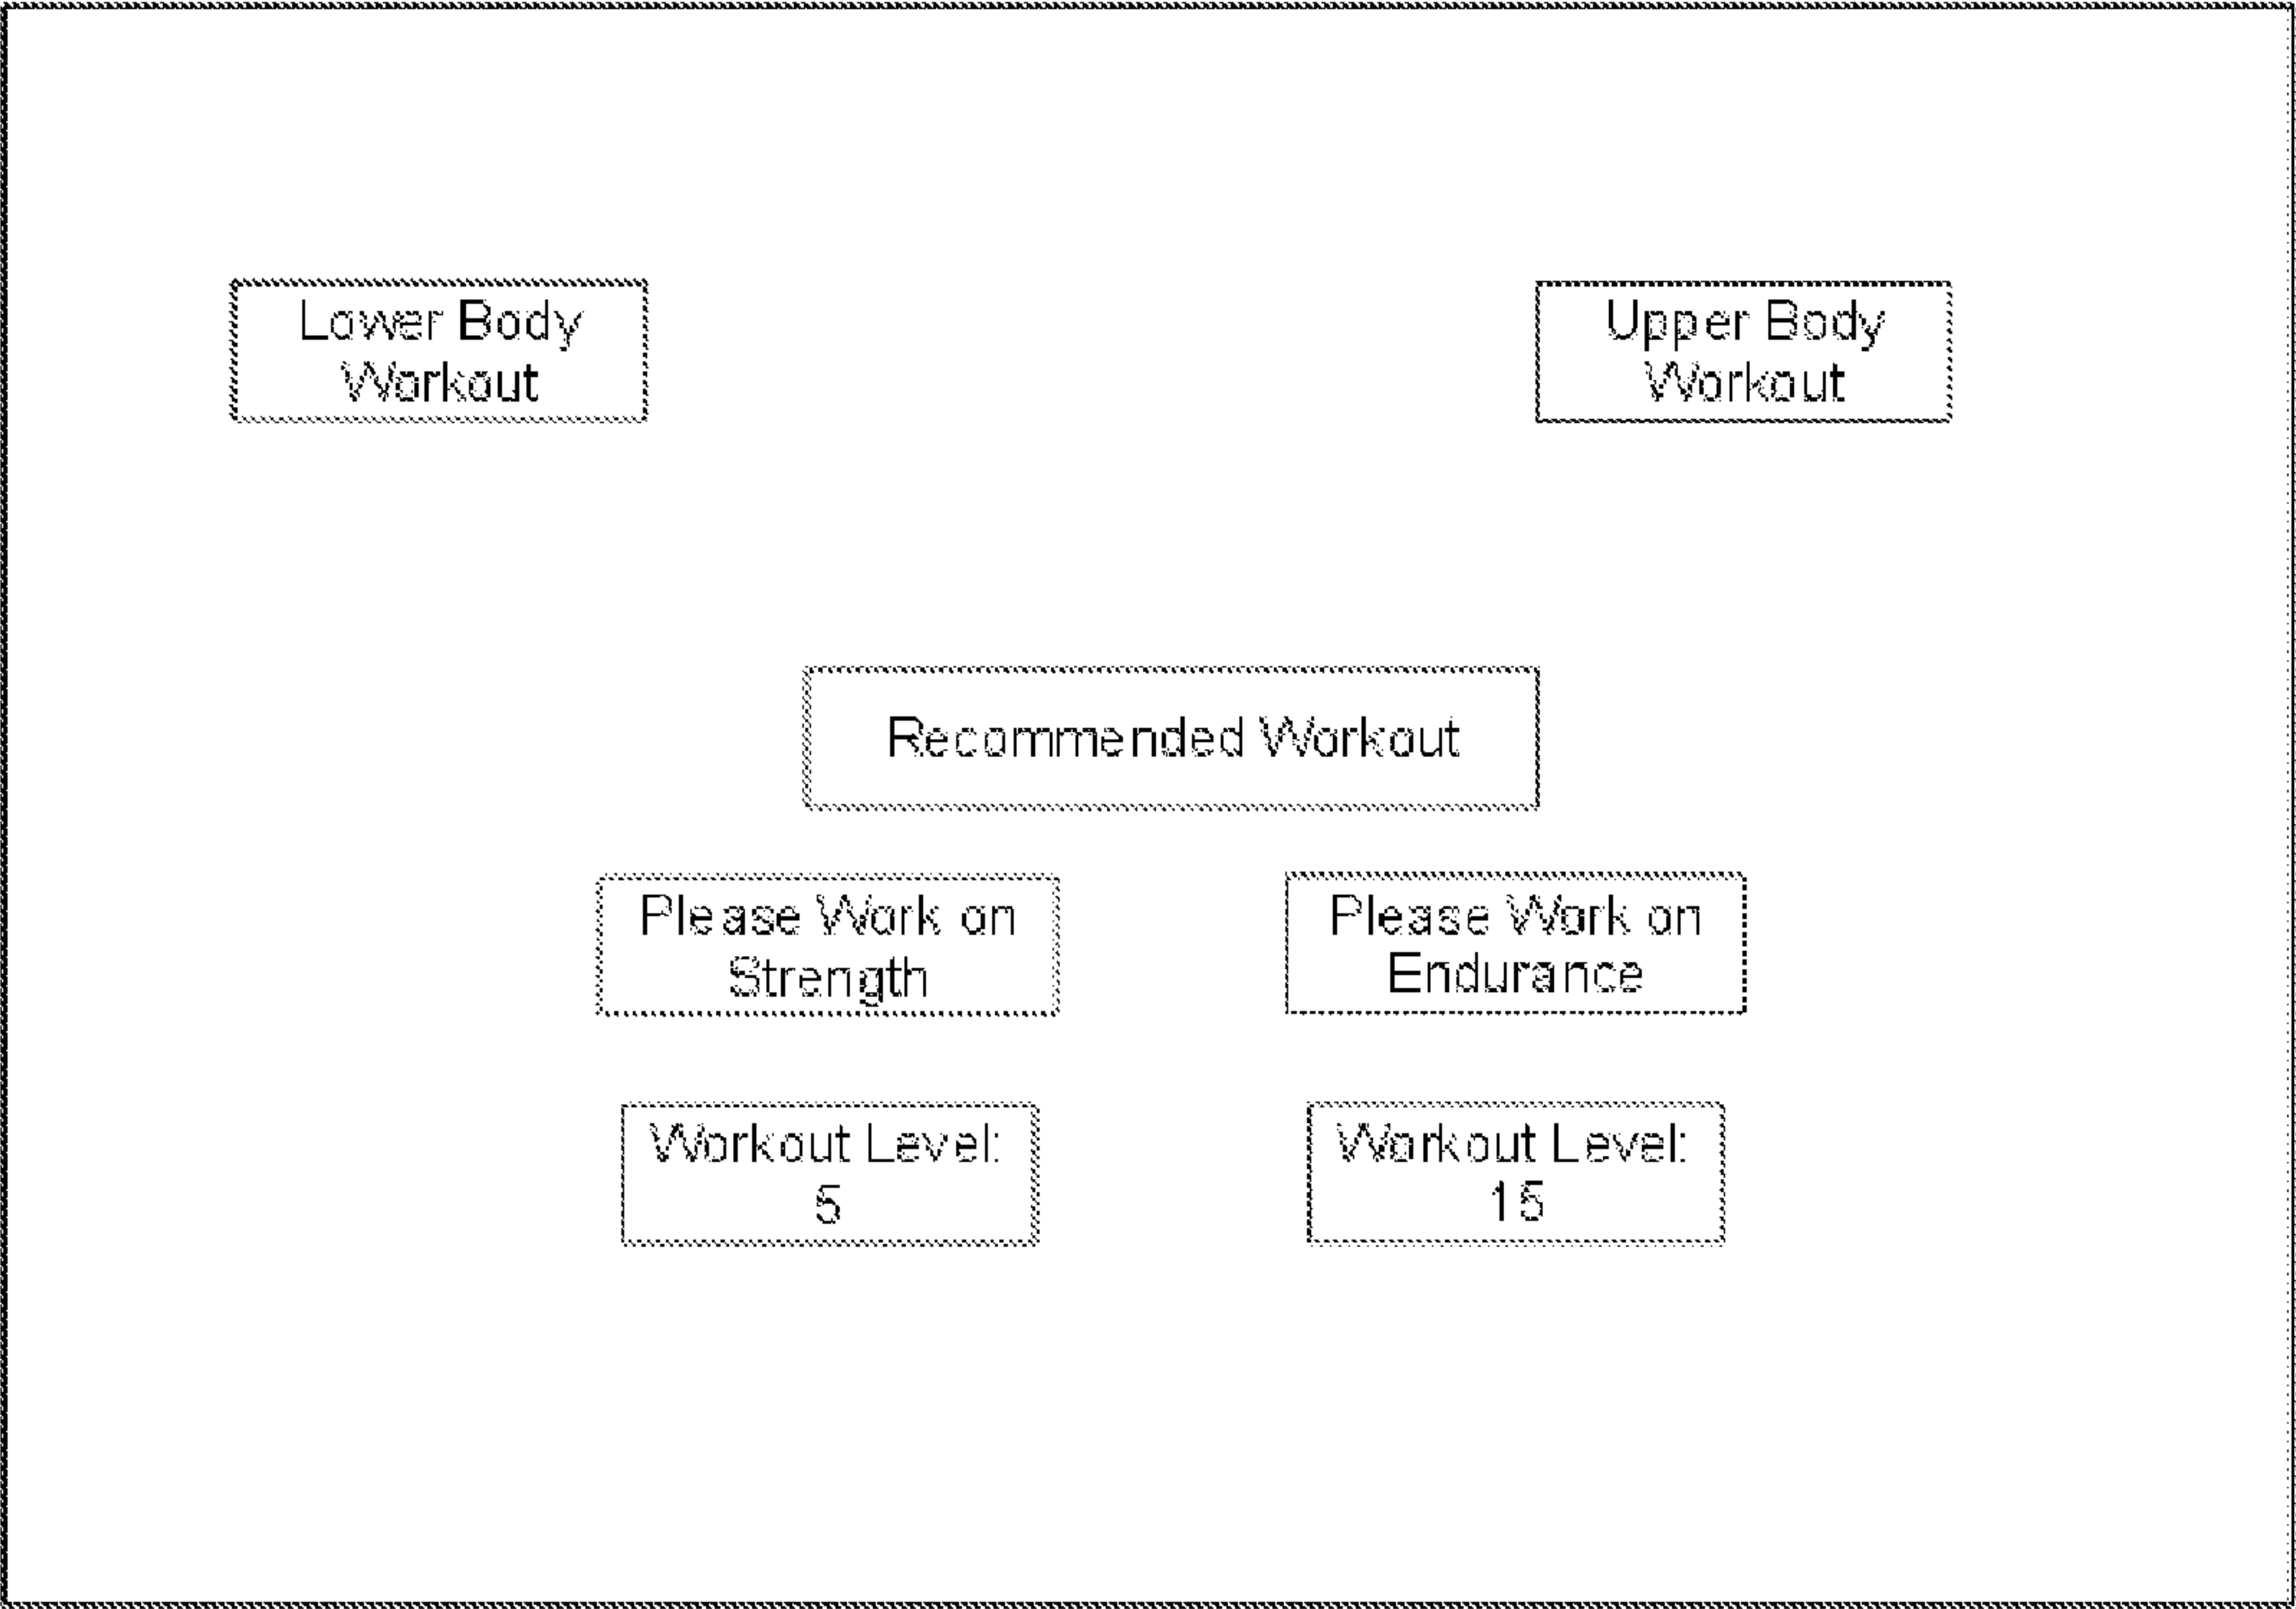 Lower Body
Workout
Upper Body
Workout
Recommended Workout
Please Work on
Strength
Please Work on
Endurance
Workout Level:
5
Workout Level:
15